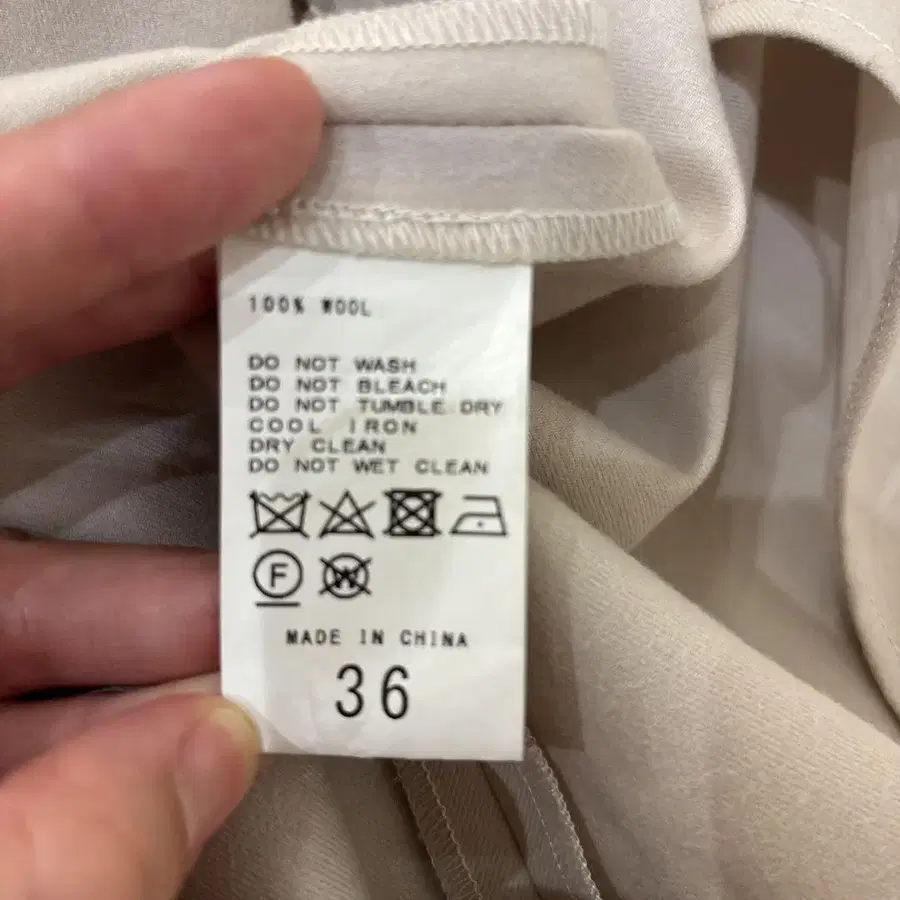 100% WOOL
DO NOT WASH
DO NOT BLEACH
DO NOT TUMBLE DRY
COOL IRON
DRY CLEAN
DO NOT WET CLEAN
F W
MADE IN CHINA
36